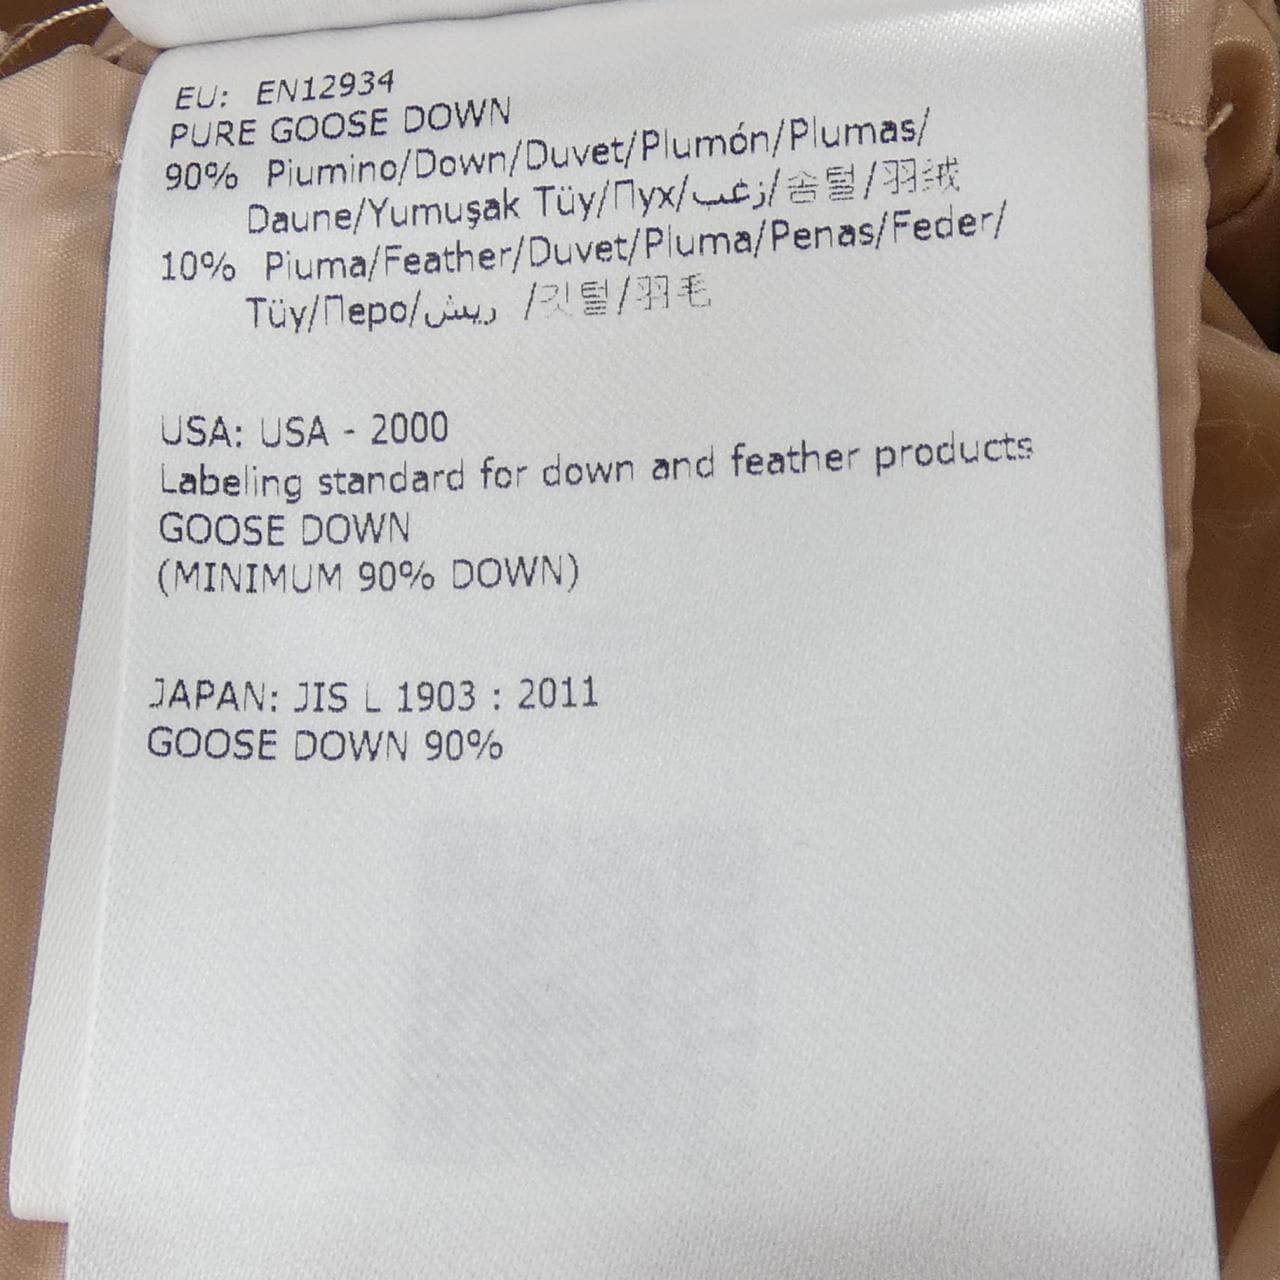 EU: EN12934
PURE GOOSE DOWN
90% Piumino/Down/Duvet/Plumón/Plumas/
Daune/Yumuşak Tüy/Пух/زغب/솜털/羽绒
10% Piuma/Feather/Duvet/Pluma/Penas/Feder/
Tüy/Перо/ريش /깃털/羽毛
USA: USA - 2000
Labeling standard for down and feather products
GOOSE DOWN
(MINIMUM 90% DOWN)
JAPAN: JIS L 1903 : 2011
GOOSE DOWN 90%